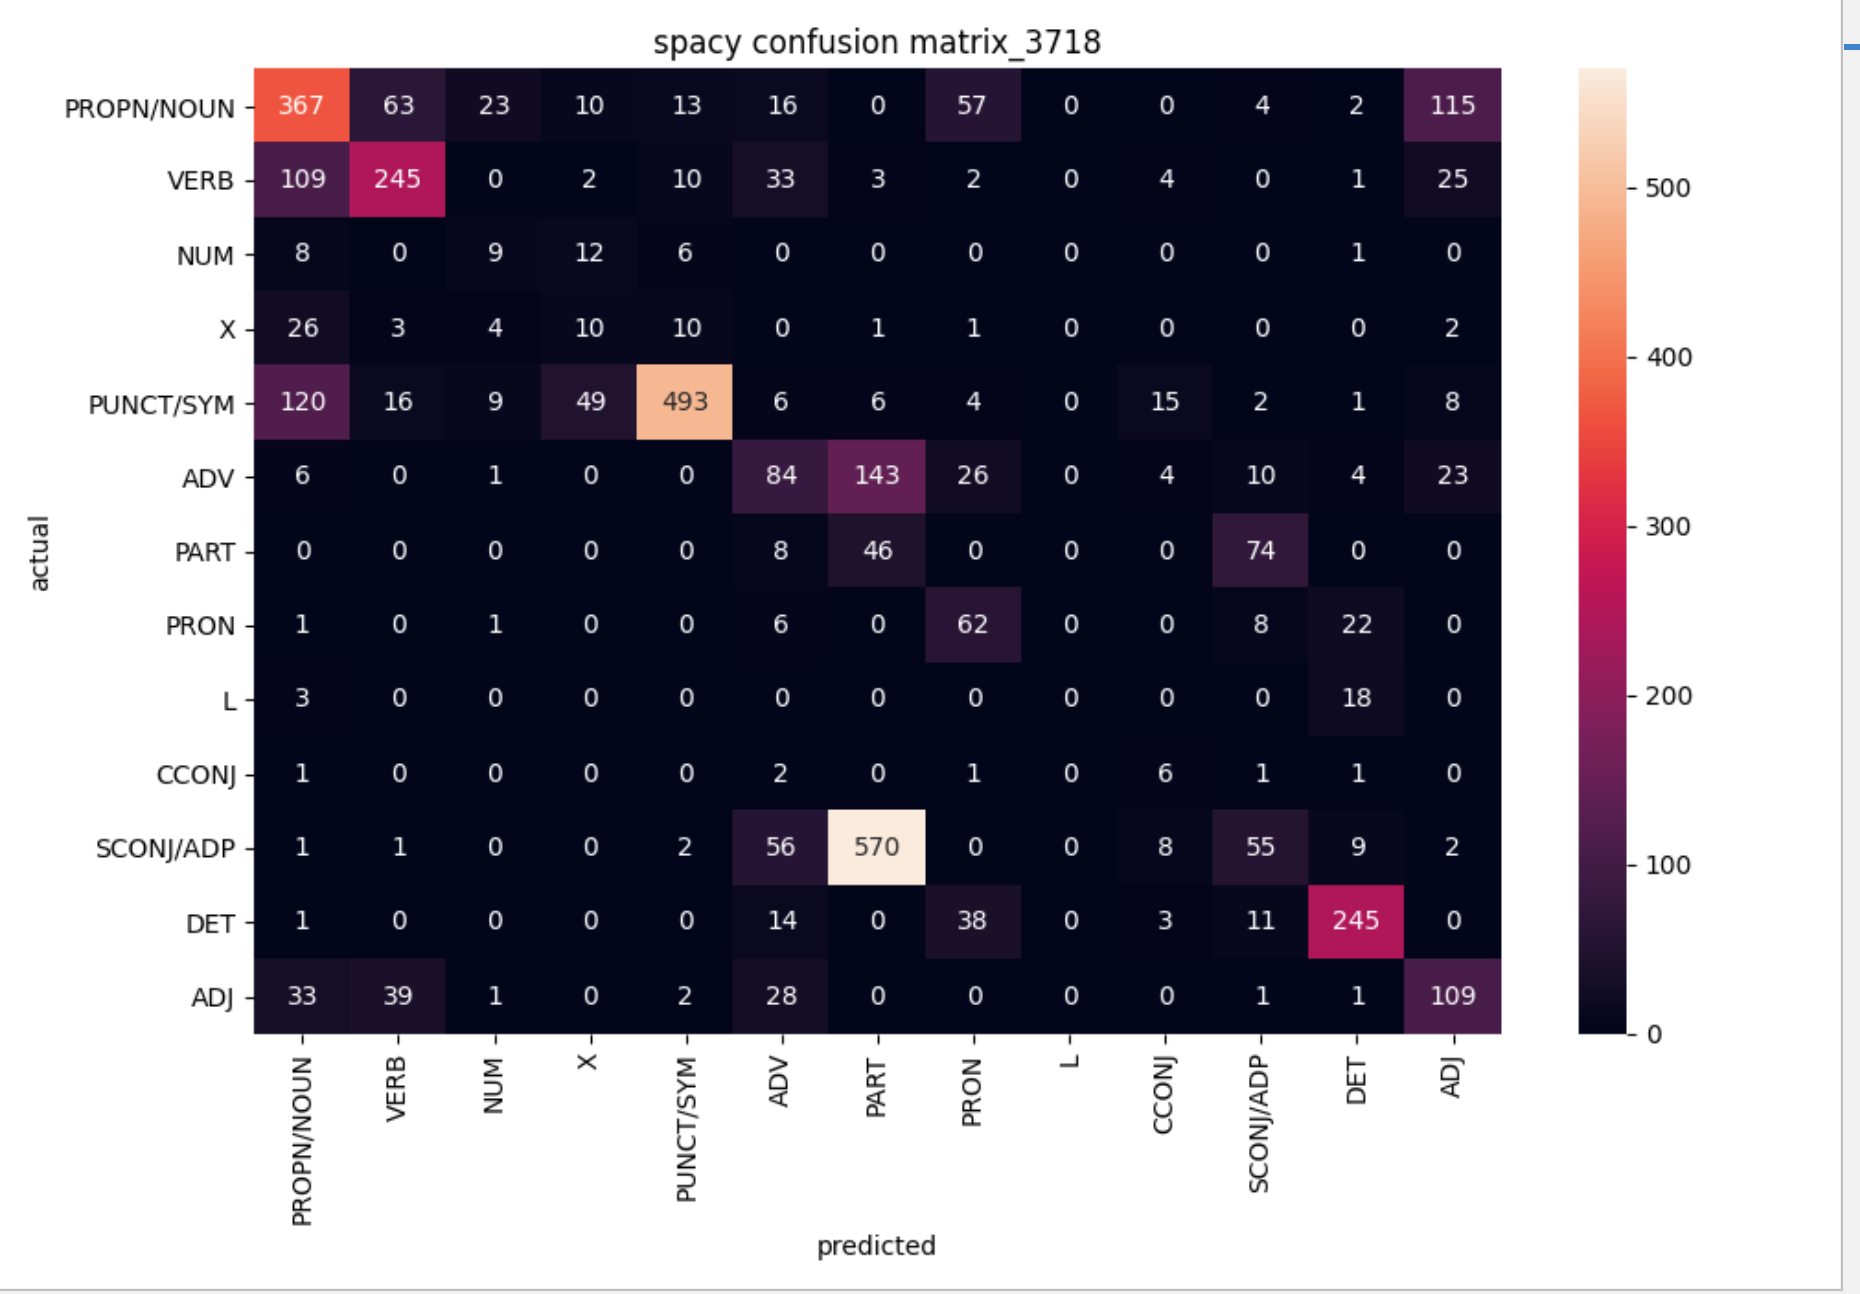 spacy confusion matrix_3718
PROPN/NOUN 367 63 23 10 13 16 0 57 0 0 4 2 115
VERB 109 245 0 2 10 33 3 2 0 4 0 1 25
NUM 8 0 9 12 6 0 0 0 0 0 0 1 0
X 26 3 4 10 10 0 1 1 0 0 0 0 2
PUNCT/SYM 120 16 9 49 493 6 6 4 0 15 2 1 8
ADV 6 0 1 0 0 84 143 26 0 4 10 4 23
PART 0 0 0 0 0 8 46 0 0 0 74 0 0
PRON 1 0 1 0 0 6 0 62 0 0 8 22 0
L 3 0 0 0 0 0 0 0 0 0 0 18 0
CCONJ 1 0 0 0 0 2 0 1 0 6 1 1 0
SCONJ/ADP 1 1 0 0 2 56 570 0 0 8 55 9 2
DET 1 0 0 0 0 14 0 38 0 3 11 245 0
ADJ 33 39 1 0 2 28 0 0 0 0 1 1 109
actual
PROPN/NOUN VERB NUM X PUNCT/SYM ADV PART PRON L CCONJ SCONJ/ADP DET ADJ
predicted
500
400
300
200
100
0